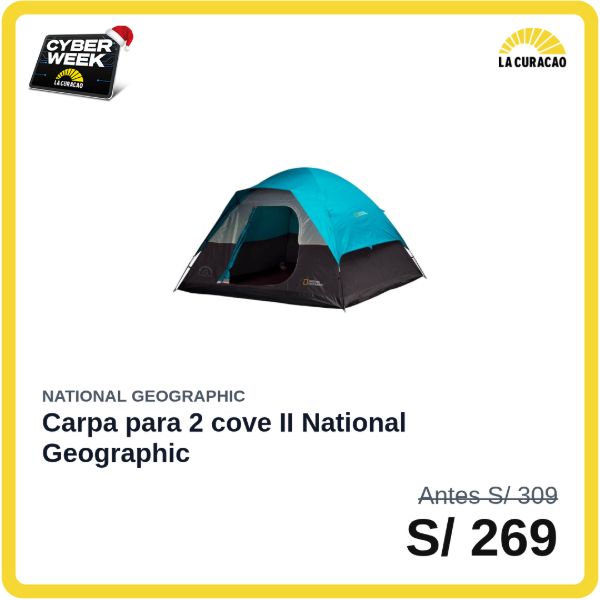 CYBER
WEEK
LA CURACAO
LA CURACAO
NATIONAL GEOGRAPHIC
Carpa para 2 cove II National
Geographic
Antes S/ 309
S/ 269